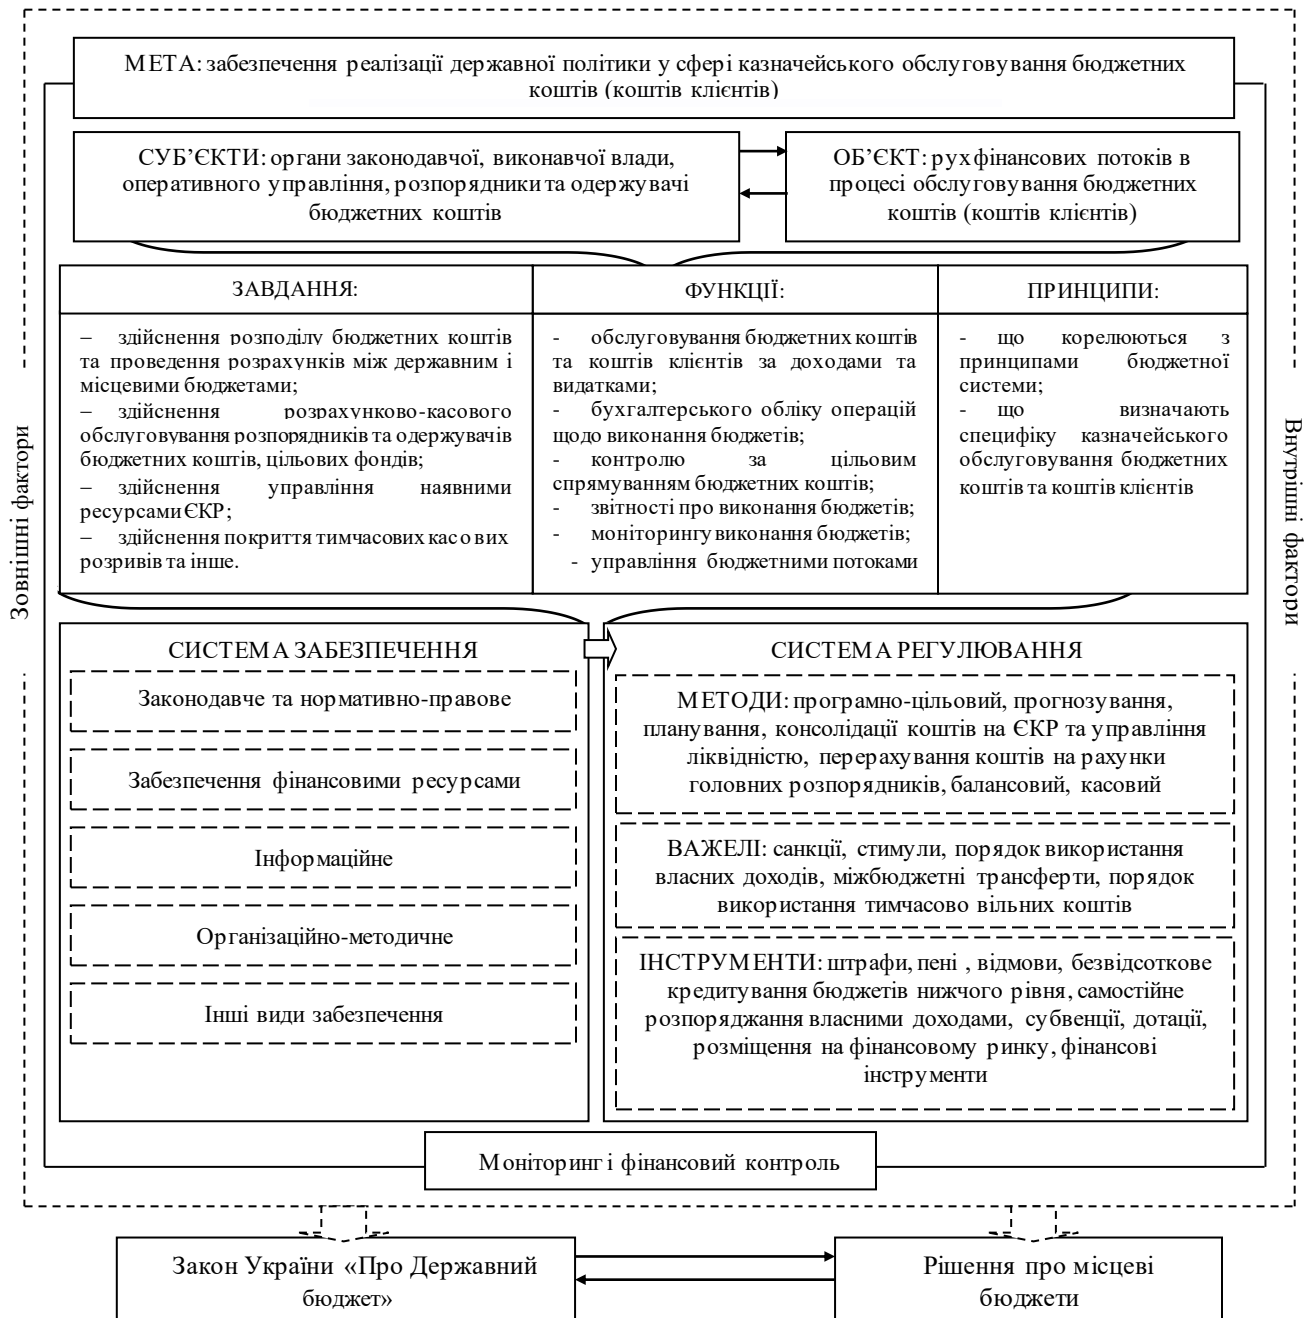 МЕТА: забезпечення реалізації державної політики у сфері казначейського обслуговування бюджетних
коштів (коштів клієнтів)
СУБ’ЄКТИ: органи законодавчої, виконавчої влади,
оперативного управління, розпорядники та одержувачі
бюджетних коштів
ОБ’ЄКТ: рух фінансових потоків в
процесі обслуговування бюджетних
коштів (коштів клієнтів)
ЗАВДАННЯ:
– здійснення розподілу бюджетних коштів
та проведення розрахунків між державним і
місцевими бюджетами;
– здійснення розрахунково-касового
обслуговування розпорядників та одержувачів
бюджетних коштів, цільових фондів;
– здійснення управління наявними
ресурсами ЄКР;
– здійснення покриття тимчасових касових
розривів та інше.
ФУНКЦІЇ:
- обслуговування бюджетних коштів
та коштів клієнтів за доходами та
видатками;
- бухгалтерського обліку операцій
щодо виконання бюджетів;
- контролю за цільовим
спрямуванням бюджетних коштів;
- звітності про виконання бюджетів;
- моніторингу виконання бюджетів;
- управління бюджетними потоками
ПРИНЦИПИ:
- що корелюються з
принципами бюджетної
системи;
- що визначають
специфіку казначейського
обслуговування бюджетних
коштів та коштів клієнтів
Зовнішні фактори
Внутрішні фактори
СИСТЕМА ЗАБЕЗПЕЧЕННЯ
Законодавче та нормативно-правове
Забезпечення фінансовими ресурсами
Інформаційне
Організаційно-методичне
Інші види забезпечення
СИСТЕМА РЕГУЛЮВАННЯ
МЕТОДИ: програмно-цільовий, прогнозування,
планування, консолідації коштів на ЄКР та управління
ліквідністю, перерахування коштів на рахунки
головних розпорядників, балансовий, касовий
ВАЖЕЛІ: санкції, стимули, порядок використання
власних доходів, міжбюджетні трансферти, порядок
використання тимчасово вільних коштів
ІНСТРУМЕНТИ: штрафи, пені , відмови, безвідсоткове
кредитування бюджетів нижчого рівня, самостійне
розпоряджання власними доходами, субвенції, дотації,
розміщення на фінансовому ринку, фінансові
інструменти
Моніторинг і фінансовий контроль
Закон України «Про Державний
бюджет»
Рішення про місцеві
бюджети